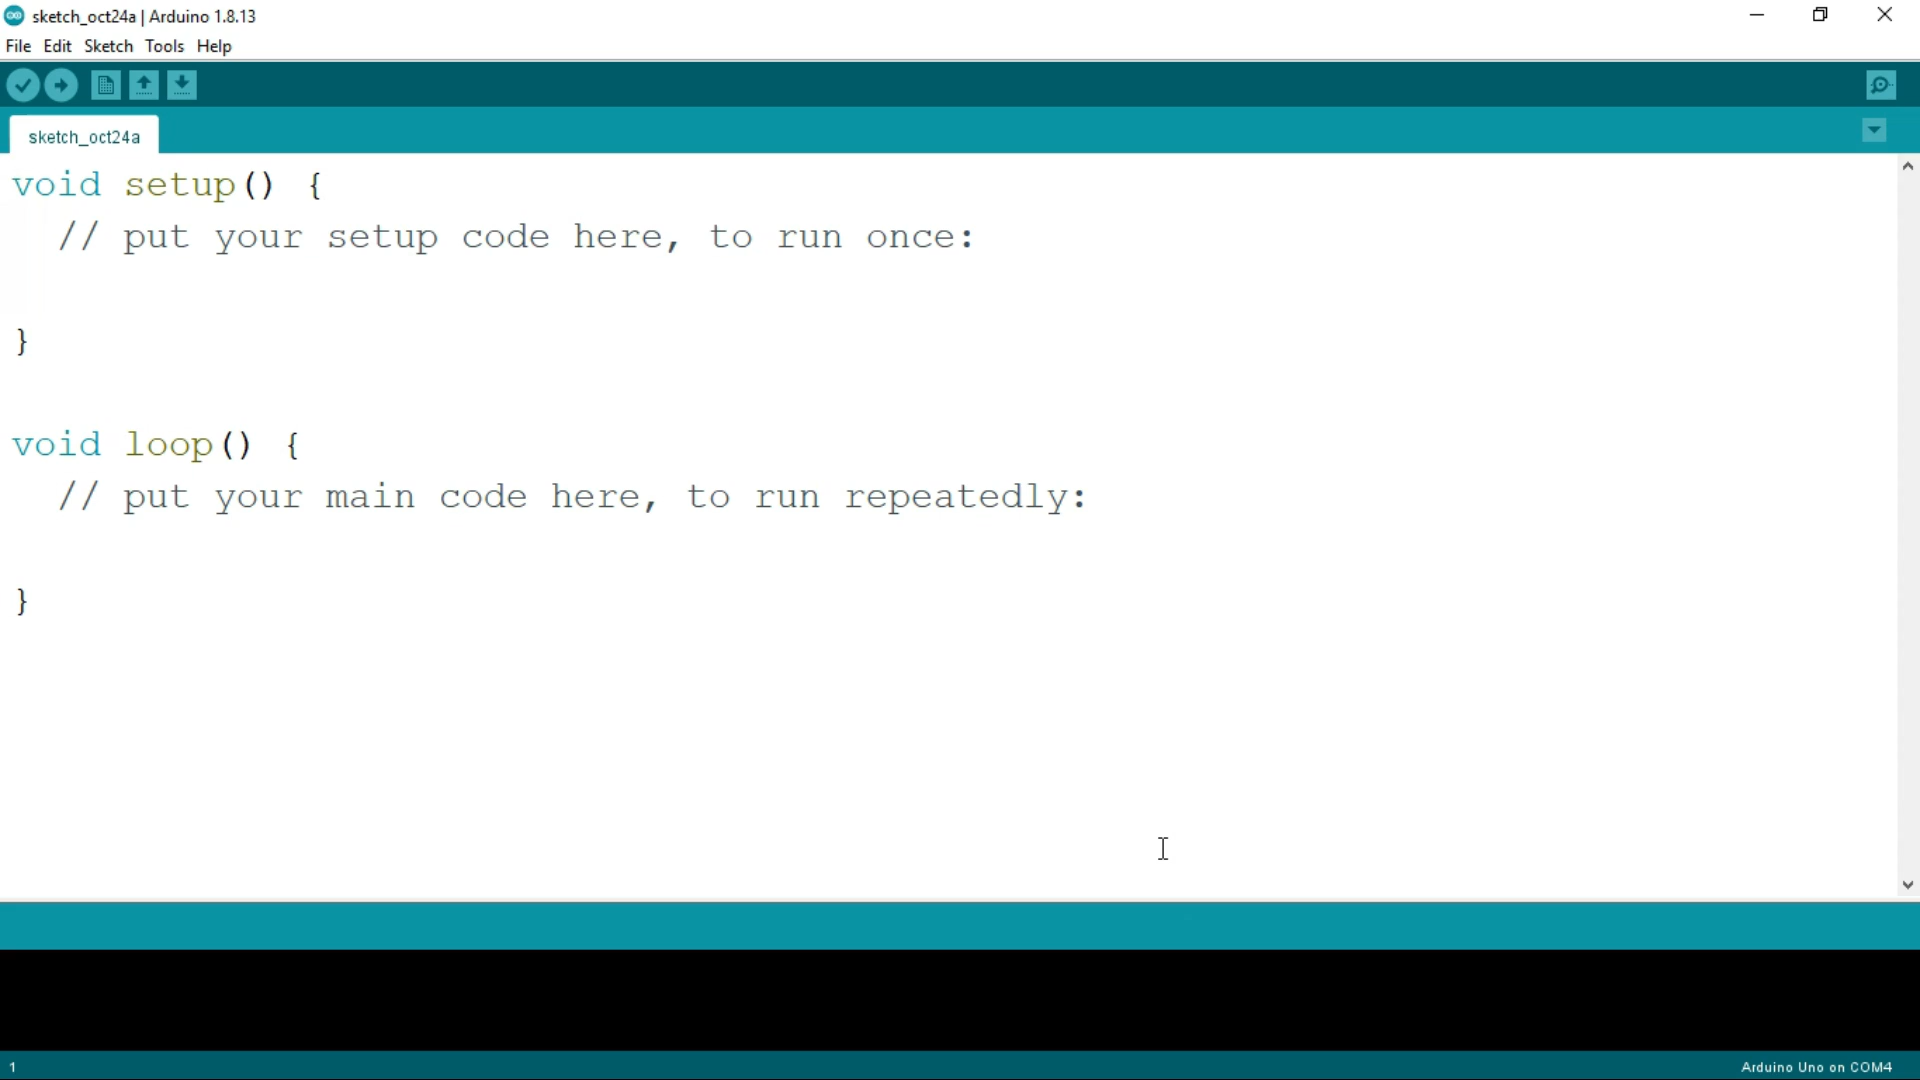 sketch_oct24a | Arduino 1.8.13
File Edit Sketch Tools Help
sketch_oct24a
void setup() {
  // put your setup code here, to run once:

}

void loop() {
  // put your main code here, to run repeatedly:

}
1
Arduino Uno on COM4